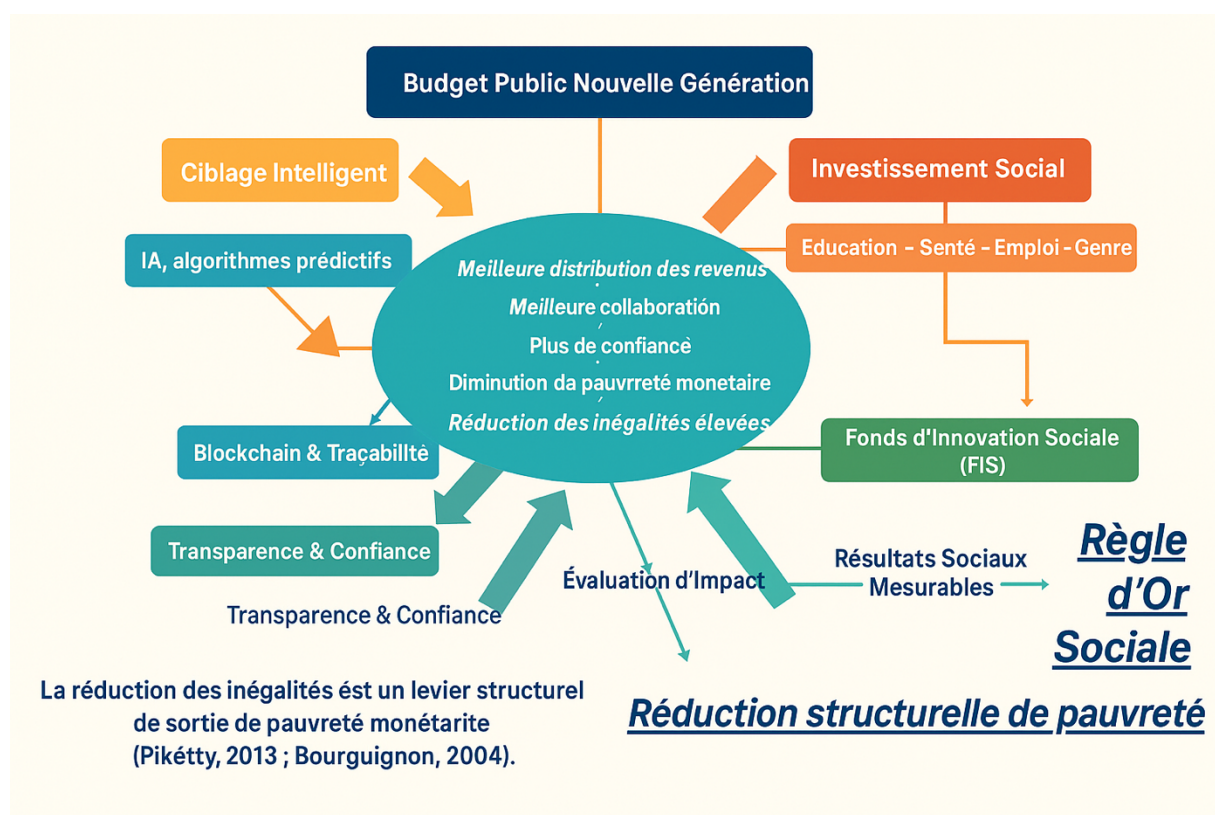 Budget Public Nouvelle Génération
Ciblage Intelligent
Investissement Social
IA, algorithmes prédictifs
Education - Senté - Emploi - Genre
Meilleure distribution des revenus
Meilleure collaboratión
Plus de confiancè
Diminution da pauvrreté monetaire
Réduction des inégalités élevées
Blockchain & Traçabilltè
Fonds d'Innovation Sociale
(FIS)
Transparence & Confiance
Transparence & Confiance
Évaluation d’Impact
Résultats Sociaux
Mesurables
Règle
d’Or
Sociale
La réduction des inégalités ést un levier structurel
de sortie de pauvreté monétarite
(Pikétty, 2013 ; Bourguignon, 2004).
Réduction structurelle de pauvreté